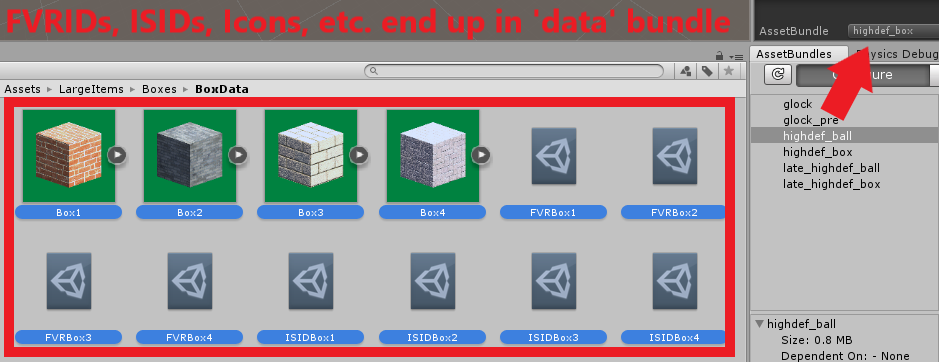 FVRIDs, ISIDs, Icons, etc. end up in 'data' bundle
AssetBundle highdef_box
AssetBundles Physics Debug
Assets ▸ LargeItems ▸ Boxes ▸ BoxData
glock
glock_pre
highdef_ball
highdef_box
late_highdef_ball
late_highdef_box
Box1 Box2 Box3 Box4 FVRBox1 FVRBox2
FVRBox3 FVRBox4 ISIDBox1 ISIDBox2 ISIDBox3 ISIDBox4
highdef_ball
Size: 0.8 MB
Dependent On: - None